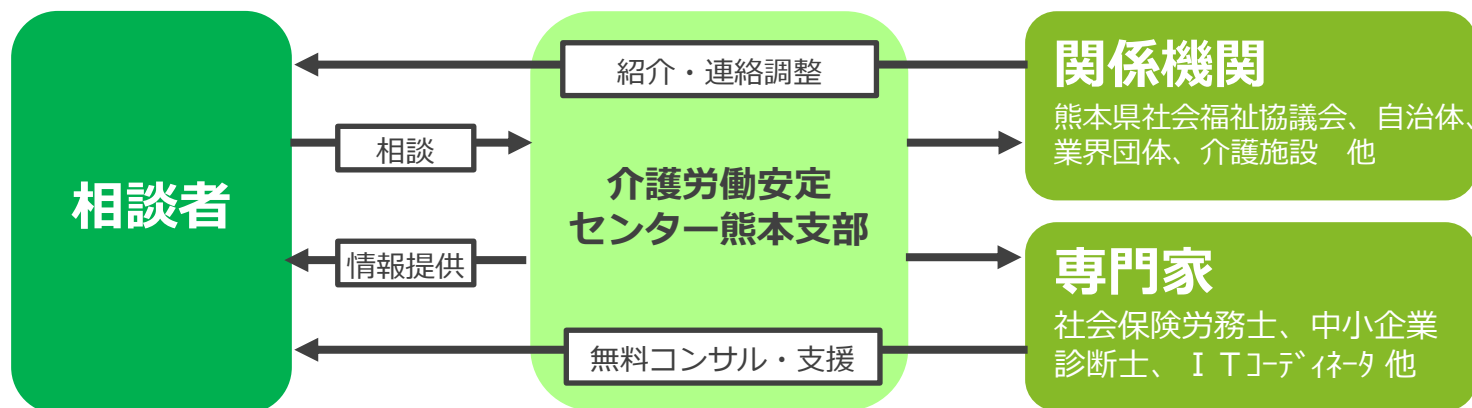 相談者
紹介・連絡調整
相談
情報提供
無料コンサル・支援
介護労働安定
センター熊本支部
関係機関
熊本県社会福祉協議会、自治体、
業界団体、介護施設　他
専門家
社会保険労務士、中小企業
診断士、ＩＴｺｰﾃﾞｨﾈｰﾀ 他